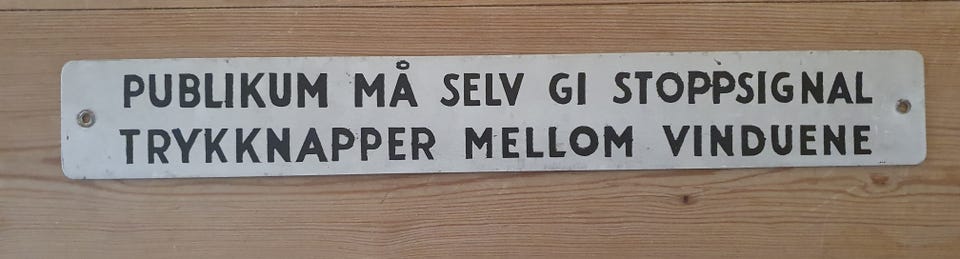 PUBLIKUM MÅ SELV GI STOPPSIGNAL
TRYKKNAPPER MELLOM VINDUENE